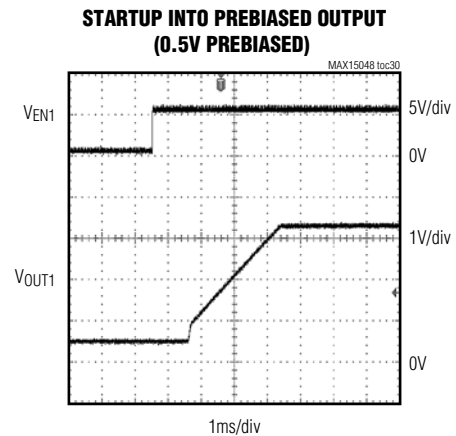 STARTUP INTO PREBIASED OUTPUT
(0.5V PREBIASED)
MAX15048 toc30
VEN1
5V/div
0V
1V/div
VOUT1
0V
1ms/div